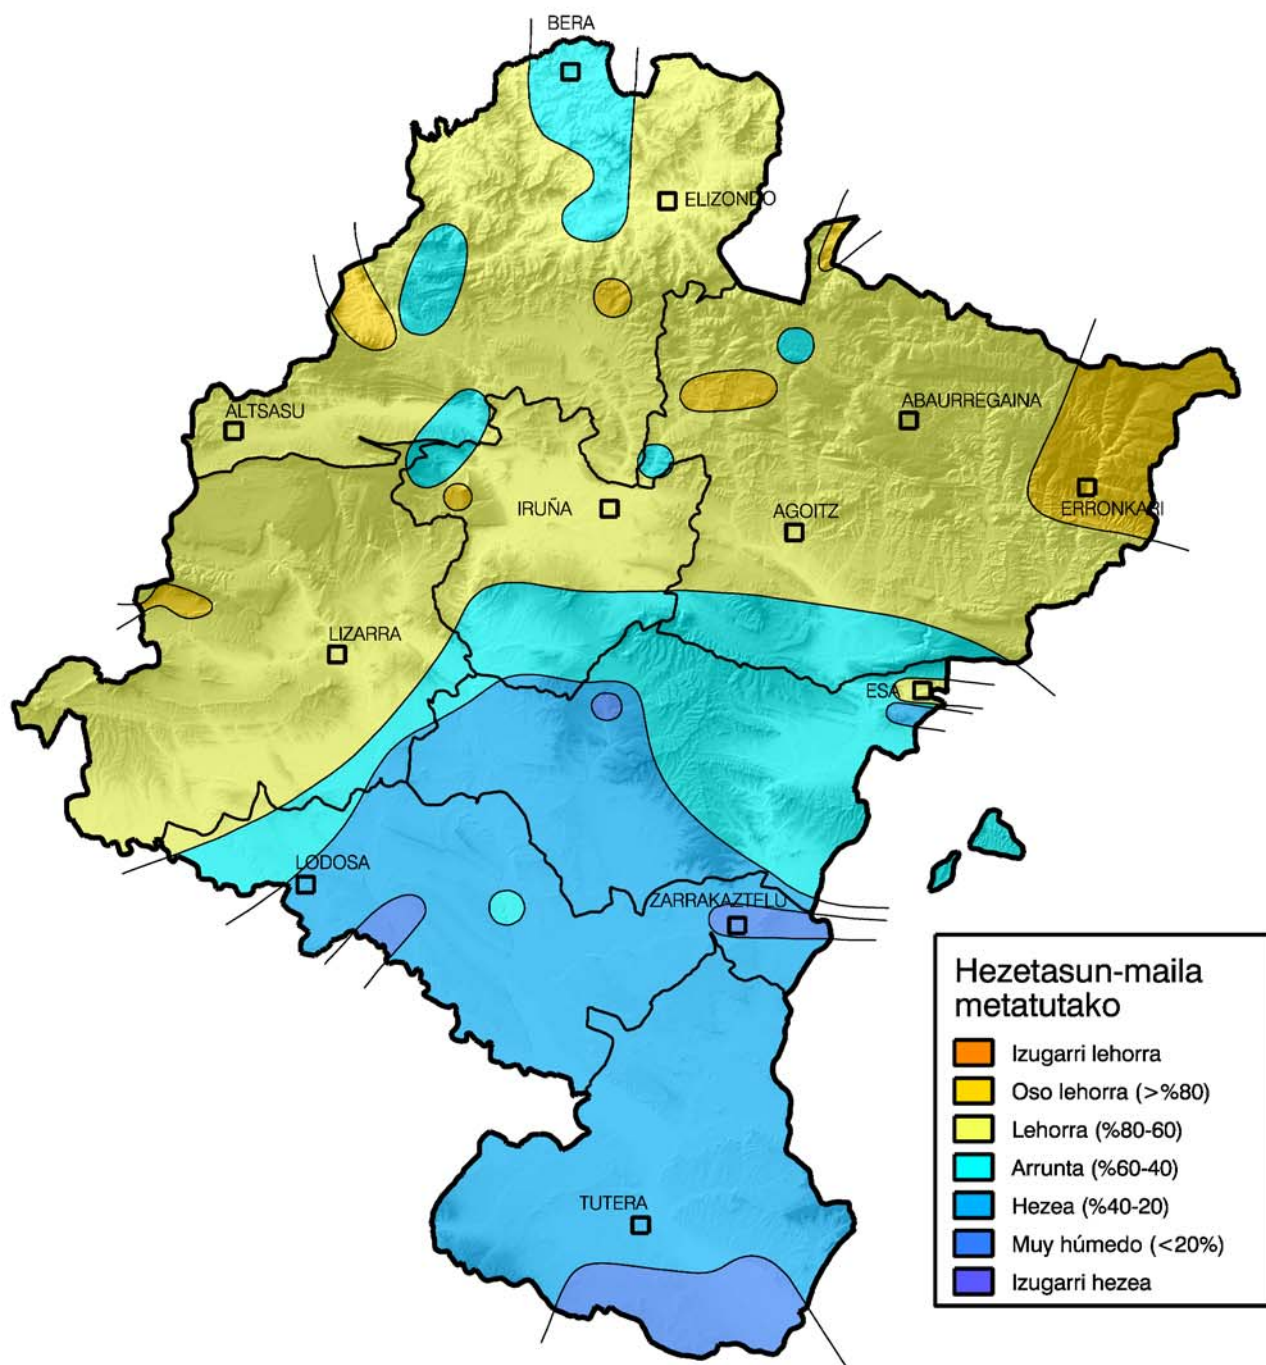 BERA
ELIZONDO
ALTSASU
ABAURREGAINA
IRUÑA
AGOITZ
ERRONKARI
LIZARRA
ESA
LODOSA
ZARRAKAZTELU
TUTERA
Hezetasun-maila
metatutako
Izugarri lehorra
Oso lehorra (>%80)
Lehorra (%80-60)
Arrunta (%60-40)
Hezea (%40-20)
Muy húmedo (<20%)
Izugarri hezea